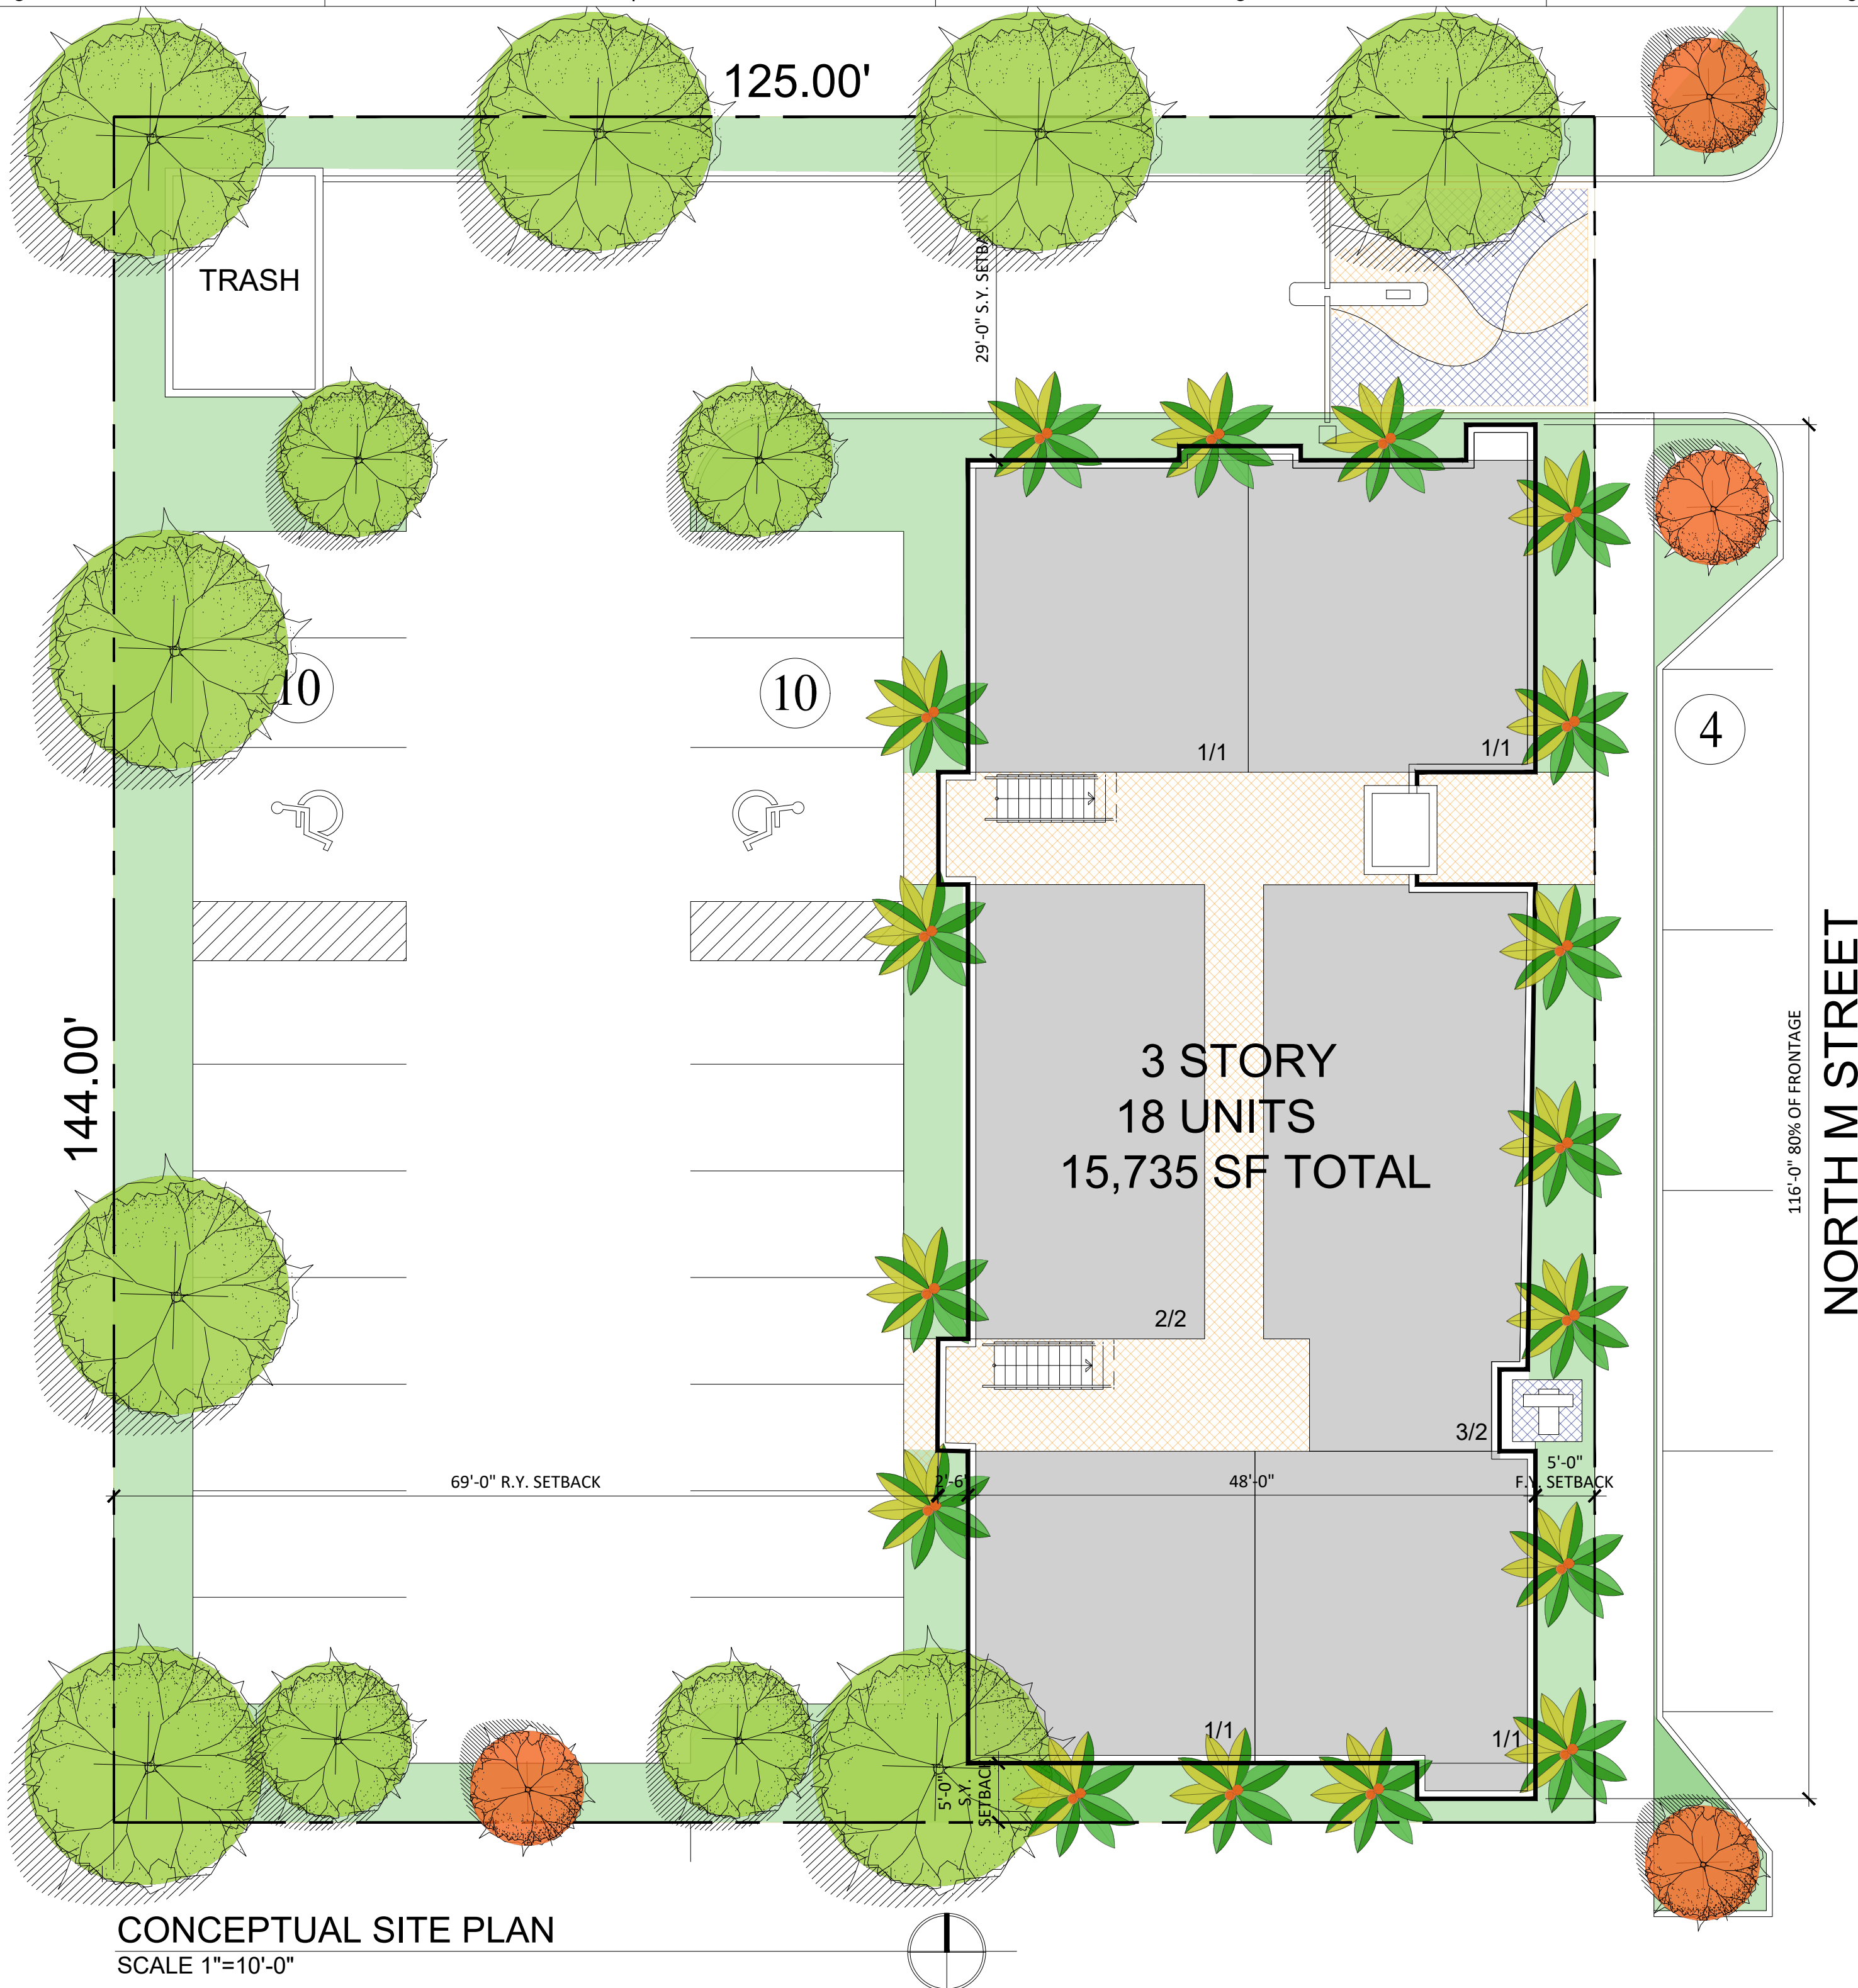 125.00'
TRASH
29'-0" S.Y. SETBACK
10
10
4
1/1
1/1
144.00'
3 STORY
18 UNITS
15,735 SF TOTAL
116'-0" 80% OF FRONTAGE
NORTH M STREET
2/2
3/2
69'-0" R.Y. SETBACK
2'-6"
48'-0"
5'-0"
F.Y. SETBACK
1/1
1/1
5'-0"
S.Y.
SETBACK
CONCEPTUAL SITE PLAN
SCALE 1"=10'-0"